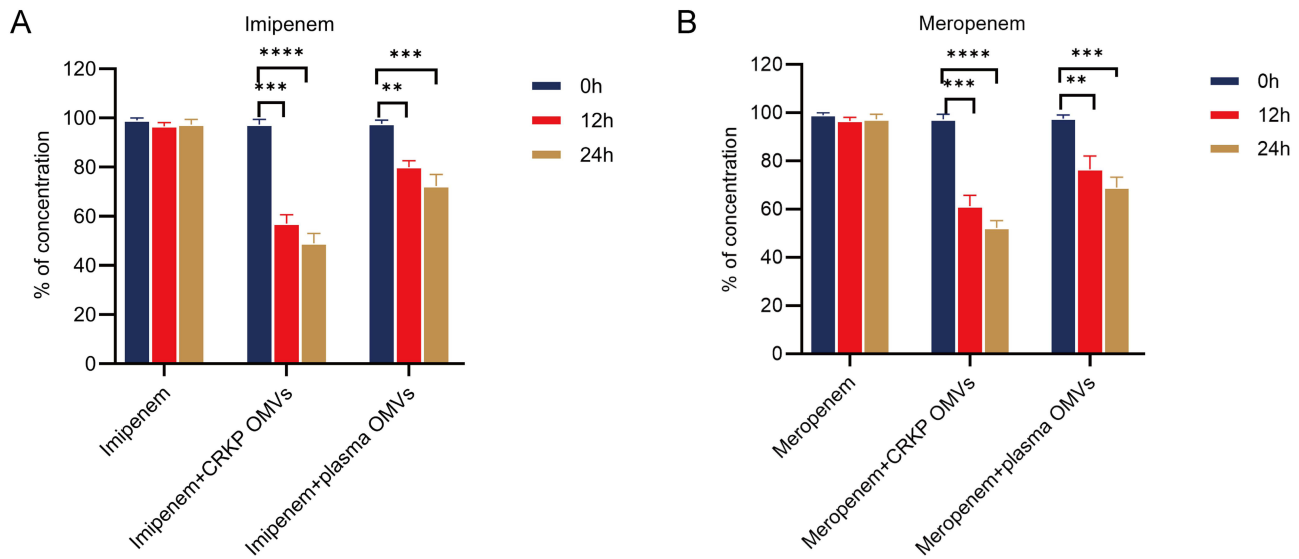 A
Imipenem
% of concentration
120
100
80
60
40
20
0
****
***
***
**
0h
12h
24h
Imipenem
Imipenem+CRKP OMVs
Imipenem+plasma OMVs
B
Meropenem
% of concentration
120
100
80
60
40
20
0
****
***
***
**
0h
12h
24h
Meropenem
Meropenem+CRKP OMVs
Meropenem+plasma OMVs